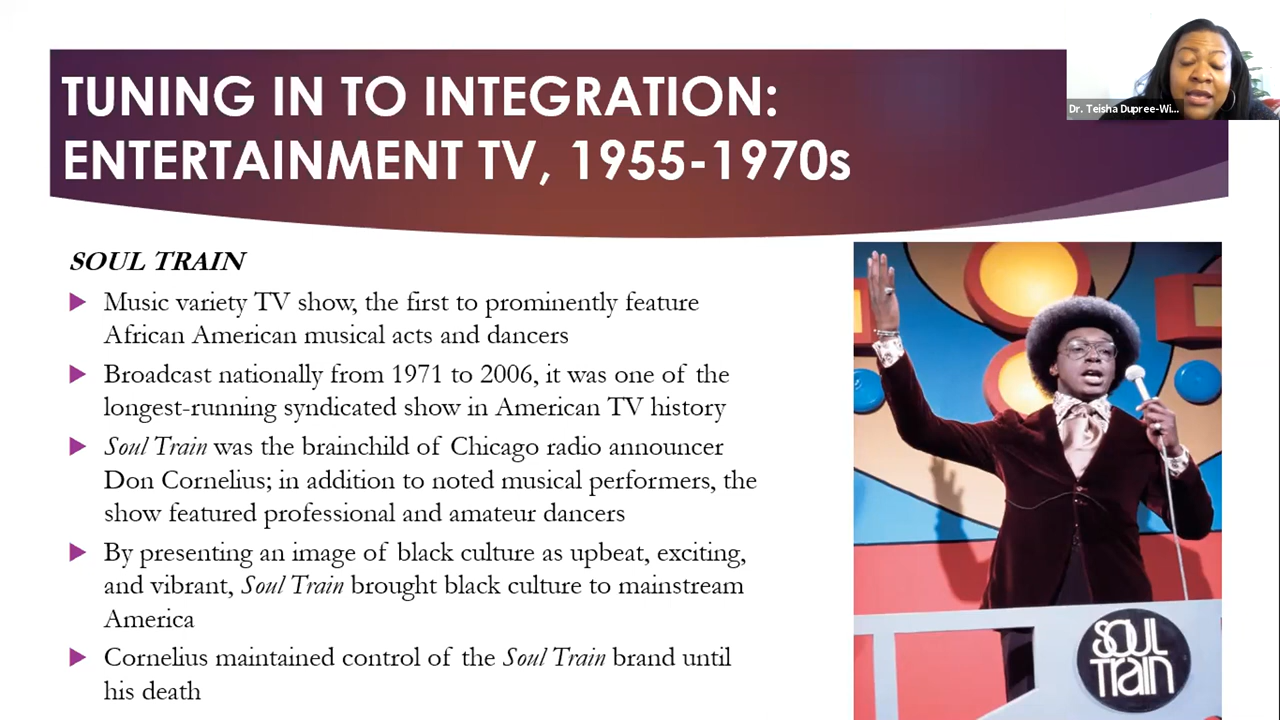 TUNING IN TO INTEGRATION:
ENTERTAINMENT TV, 1955-1970s
Dr. Teisha Dupree-Wi...
SOUL TRAIN
Music variety TV show, the first to prominently feature
African American musical acts and dancers
Broadcast nationally from 1971 to 2006, it was one of the
longest-running syndicated show in American TV history
Soul Train was the brainchild of Chicago radio announcer
Don Cornelius; in addition to noted musical performers, the
show featured professional and amateur dancers
By presenting an image of black culture as upbeat, exciting,
and vibrant, Soul Train brought black culture to mainstream
America
Cornelius maintained control of the Soul Train brand until
his death
SOUL
TRAIN